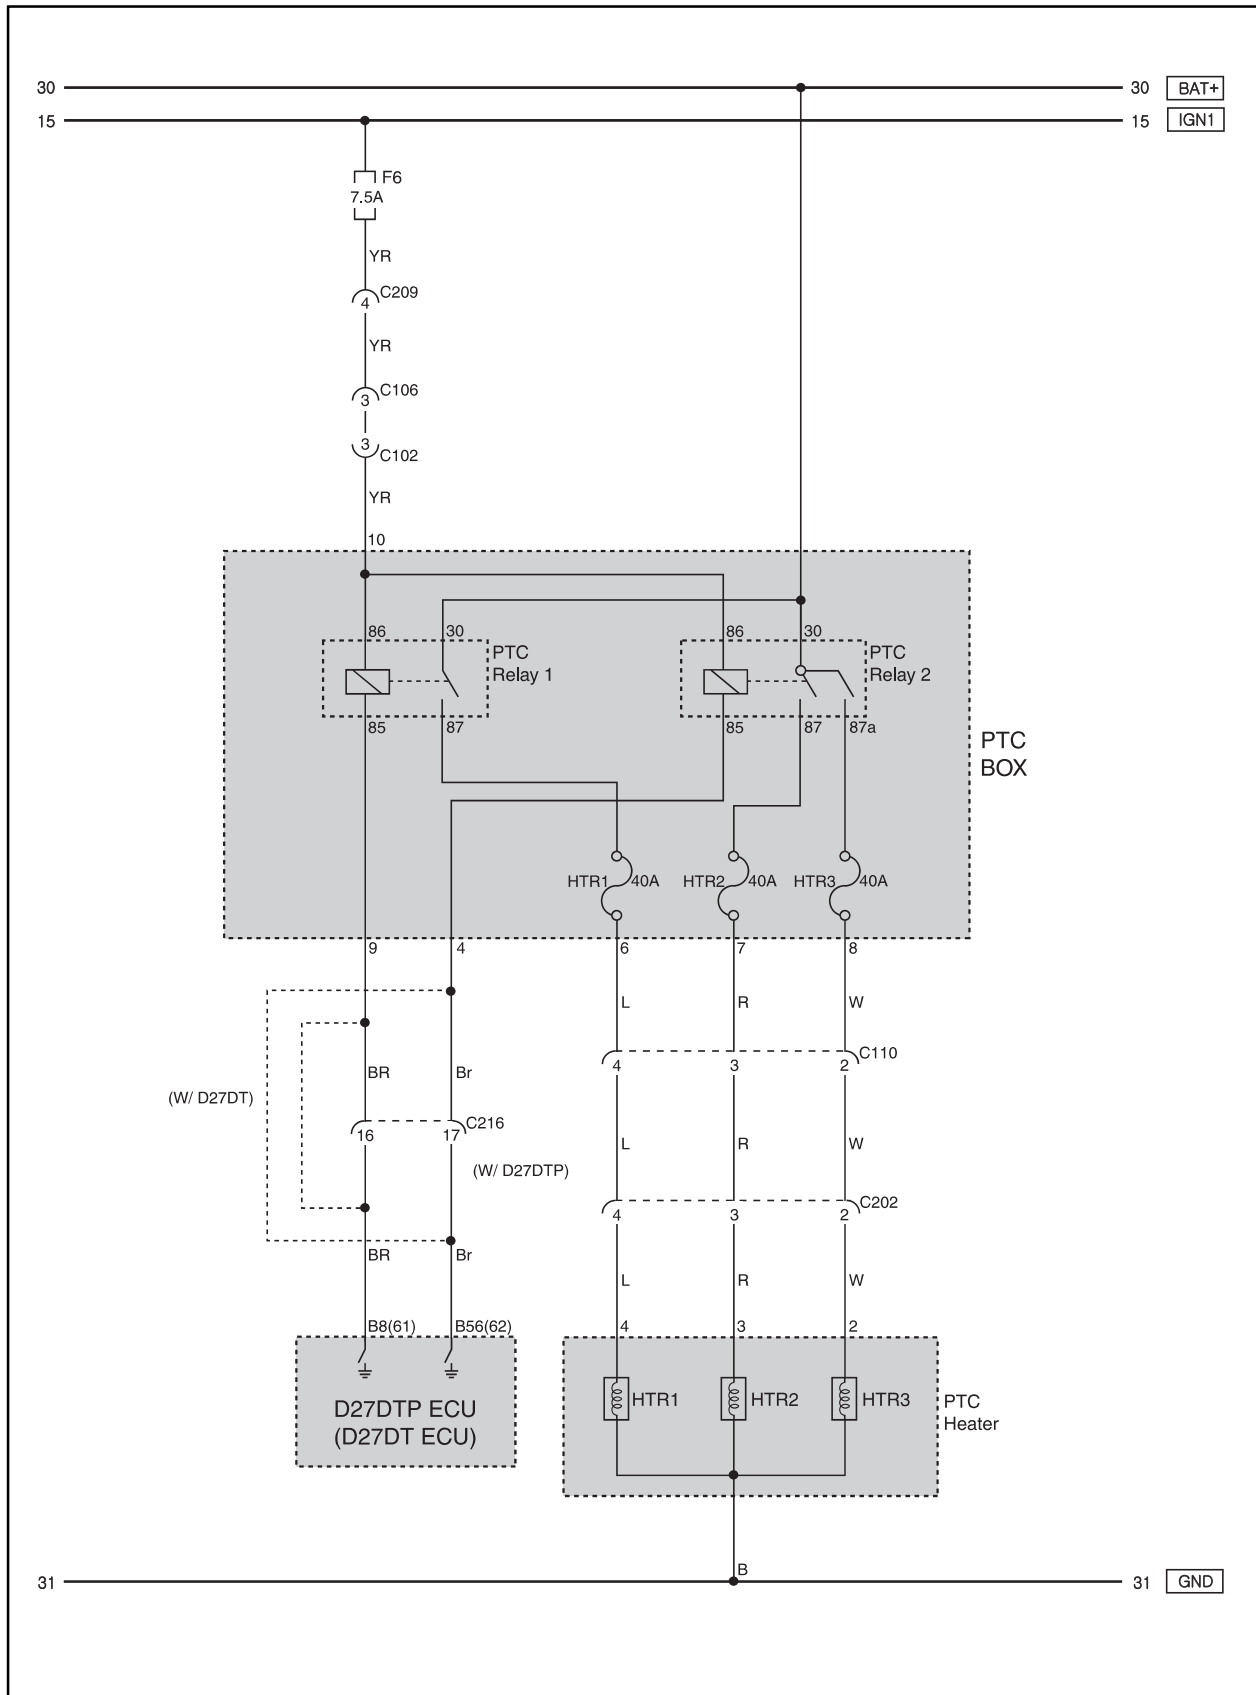 30 30 BAT+
15 15 IGN1
F6
7.5A
YR
C209
4
YR
C106
3
3
C102
YR
10
86 30 86 30
PTC
Relay 1
PTC
Relay 2
85 87 85 87 87a
PTC
BOX
HTR1 40A HTR2 40A HTR3 40A
9 4 6 7 8
L R W
C110
4 3 2
BR Br
(W/ D27DT)
C216
16 17
L R W
(W/ D27DTP)
C202
4 3 2
BR Br
L R W
B8(61) B56(62) 4 3 2
D27DTP ECU
(D27DT ECU)
HTR1 HTR2 HTR3
PTC
Heater
B
31 31 GND